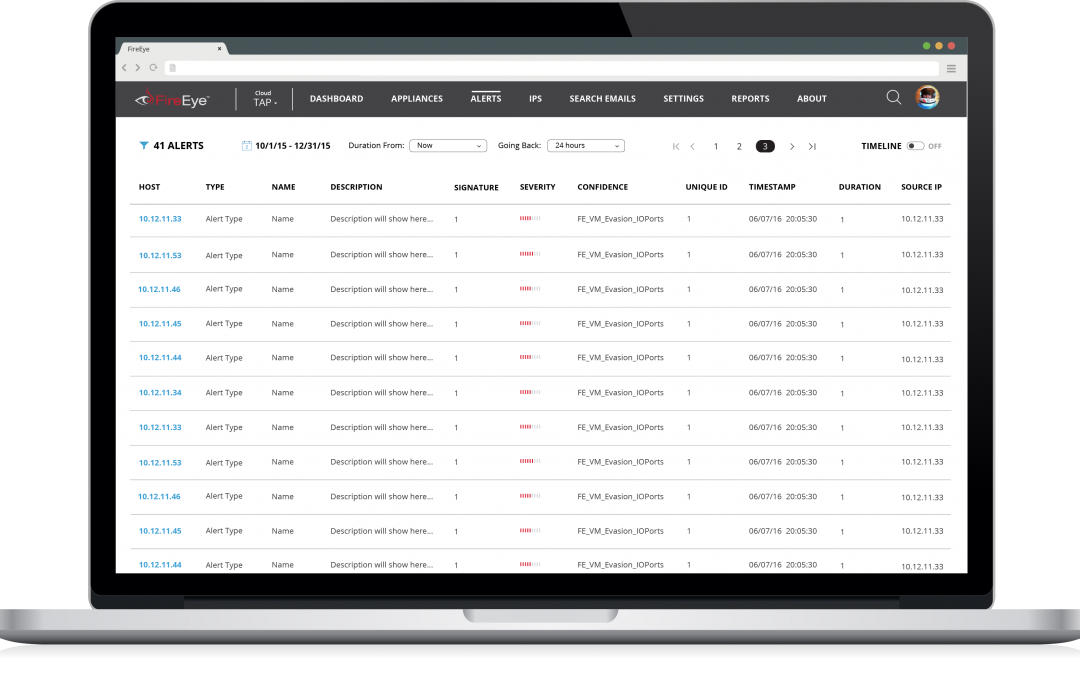 FireEye
FireEye™ Cloud TAP DASHBOARD APPLIANCES ALERTS IPS SEARCH EMAILS SETTINGS REPORTS ABOUT
41 ALERTS 10/1/15 - 12/31/15 Duration From: Now Going Back: 24 hours 1 2 3 TIMELINE OFF
HOST TYPE NAME DESCRIPTION SIGNATURE SEVERITY CONFIDENCE UNIQUE ID TIMESTAMP DURATION SOURCE IP
10.12.11.33 Alert Type Name Description will show here... 1 FE_VM_Evasion_IOPorts 1 06/07/16 20:05:30 1 10.12.11.33
10.12.11.53 Alert Type Name Description will show here... 1 FE_VM_Evasion_IOPorts 1 06/07/16 20:05:30 1 10.12.11.33
10.12.11.46 Alert Type Name Description will show here... 1 FE_VM_Evasion_IOPorts 1 06/07/16 20:05:30 1 10.12.11.33
10.12.11.45 Alert Type Name Description will show here... 1 FE_VM_Evasion_IOPorts 1 06/07/16 20:05:30 1 10.12.11.33
10.12.11.44 Alert Type Name Description will show here... 1 FE_VM_Evasion_IOPorts 1 06/07/16 20:05:30 1 10.12.11.33
10.12.11.34 Alert Type Name Description will show here... 1 FE_VM_Evasion_IOPorts 1 06/07/16 20:05:30 1 10.12.11.33
10.12.11.33 Alert Type Name Description will show here... 1 FE_VM_Evasion_IOPorts 1 06/07/16 20:05:30 1 10.12.11.33
10.12.11.53 Alert Type Name Description will show here... 1 FE_VM_Evasion_IOPorts 1 06/07/16 20:05:30 1 10.12.11.33
10.12.11.46 Alert Type Name Description will show here... 1 FE_VM_Evasion_IOPorts 1 06/07/16 20:05:30 1 10.12.11.33
10.12.11.45 Alert Type Name Description will show here... 1 FE_VM_Evasion_IOPorts 1 06/07/16 20:05:30 1 10.12.11.33
10.12.11.44 Alert Type Name Description will show here... 1 FE_VM_Evasion_IOPorts 1 06/07/16 20:05:30 1 10.12.11.33